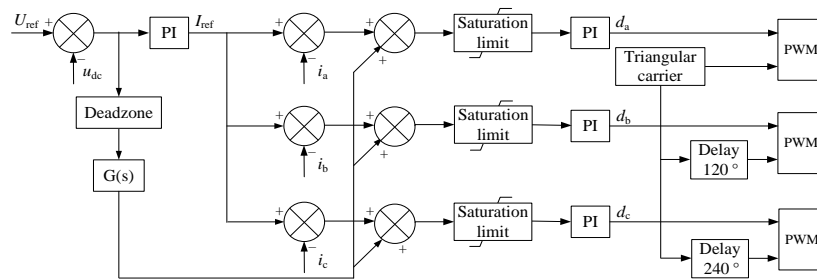 U_ref + − u_dc PI I_ref + − i_a + + Saturation limit PI d_a PWM
Triangular carrier
Deadzone
G(s)
+ − i_b + + Saturation limit PI d_b PWM
Delay 120°
+ − i_c + + Saturation limit PI d_c PWM
Delay 240°